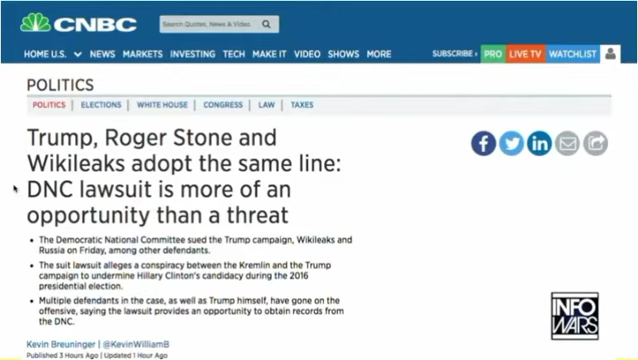 CNBC
Search Quotes, News & Video
HOME U.S. NEWS MARKETS INVESTING TECH MAKE IT VIDEO SHOWS MORE SUBSCRIBE PRO LIVE TV WATCHLIST
POLITICS
POLITICS | ELECTIONS | WHITE HOUSE | CONGRESS | LAW | TAXES
Trump, Roger Stone and
Wikileaks adopt the same line:
DNC lawsuit is more of an
opportunity than a threat
• The Democratic National Committee sued the Trump campaign, Wikileaks and
Russia on Friday, among other defendants.
• The suit lawsuit alleges a conspiracy between the Kremlin and the Trump
campaign to undermine Hillary Clinton's candidacy during the 2016
presidential election.
• Multiple defendants in the case, as well as Trump himself, have gone on the
offensive, saying the lawsuit provides an opportunity to obtain records from
the DNC.
Kevin Breuninger | @KevinWilliamB
Published 3 Hours Ago | Updated 1 Hour Ago
INFO
WARS